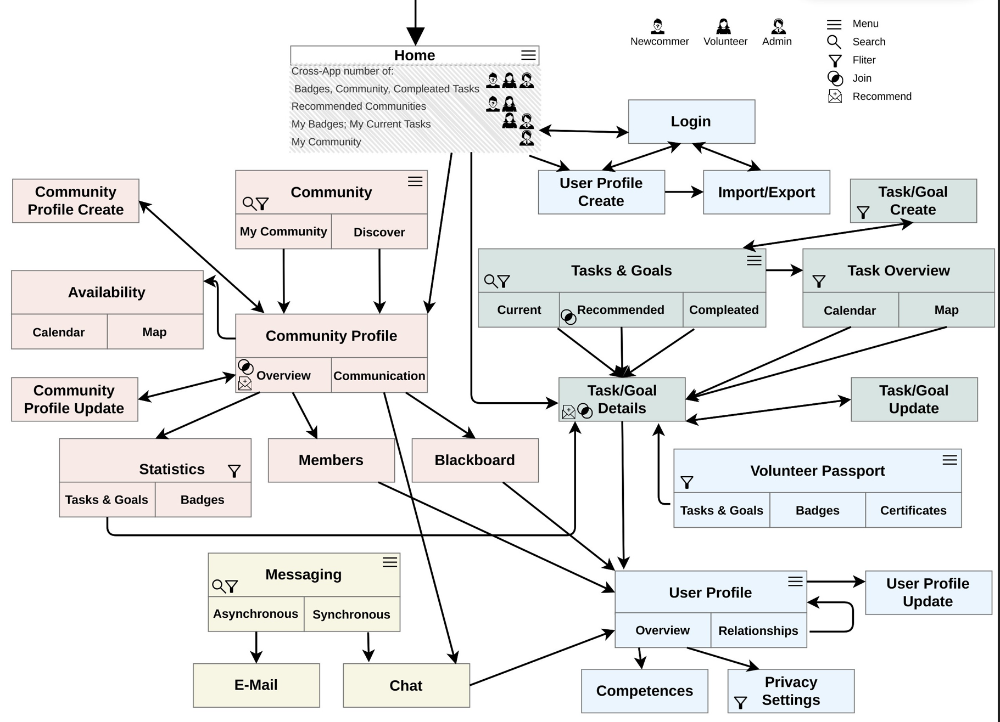 Newcommer
Volunteer
Admin
Menu
Search
Fliter
Join
Recommend
Home
Cross-App number of:
Badges, Community, Compleated Tasks
Recommended Communities
My Badges; My Current Tasks
My Community
Login
User Profile
Create
Import/Export
Community
Profile Create
Community
My Community
Discover
Task/Goal
Create
Tasks & Goals
Current
Recommended
Compleated
Task Overview
Calendar
Map
Availability
Calendar
Map
Community Profile
Overview
Communication
Community
Profile Update
Task/Goal
Details
Task/Goal
Update
Statistics
Tasks & Goals
Badges
Members
Blackboard
Volunteer Passport
Tasks & Goals
Badges
Certificates
Messaging
Asynchronous
Synchronous
User Profile
Overview
Relationships
User Profile
Update
E-Mail
Chat
Competences
Privacy
Settings